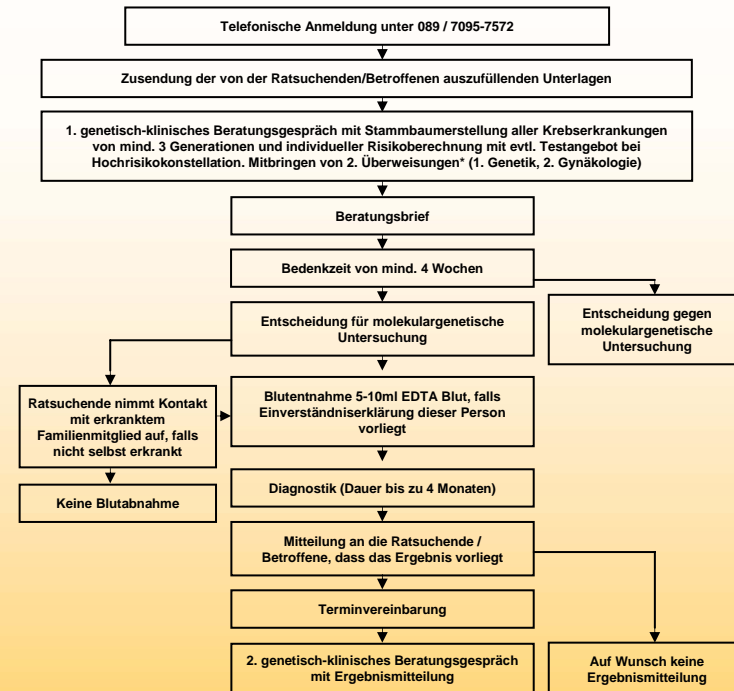 Telefonische Anmeldung unter 089 / 7095-7572
Zusendung der von der Ratsuchenden/Betroffenen auszufüllenden Unterlagen
1. genetisch-klinisches Beratungsgespräch mit Stammbaumerstellung aller Krebserkrankungen
von mind. 3 Generationen und individueller Risikoberechnung mit evtl. Testangebot bei
Hochrisikokonstellation. Mitbringen von 2. Überweisungen* (1. Genetik, 2. Gynäkologie)
Beratungsbrief
Bedenkzeit von mind. 4 Wochen
Entscheidung gegen
molekulargenetische
Untersuchung
Entscheidung für molekulargenetische
Untersuchung
Ratsuchende nimmt Kontakt
mit erkranktem
Familienmitglied auf, falls
nicht selbst erkrankt
Blutentnahme 5-10ml EDTA Blut, falls
Einverständniserklärung dieser Person
vorliegt
Keine Blutabnahme
Diagnostik (Dauer bis zu 4 Monaten)
Mitteilung an die Ratsuchende /
Betroffene, dass das Ergebnis vorliegt
Terminvereinbarung
2. genetisch-klinisches Beratungsgespräch
mit Ergebnismitteilung
Auf Wunsch keine
Ergebnismitteilung